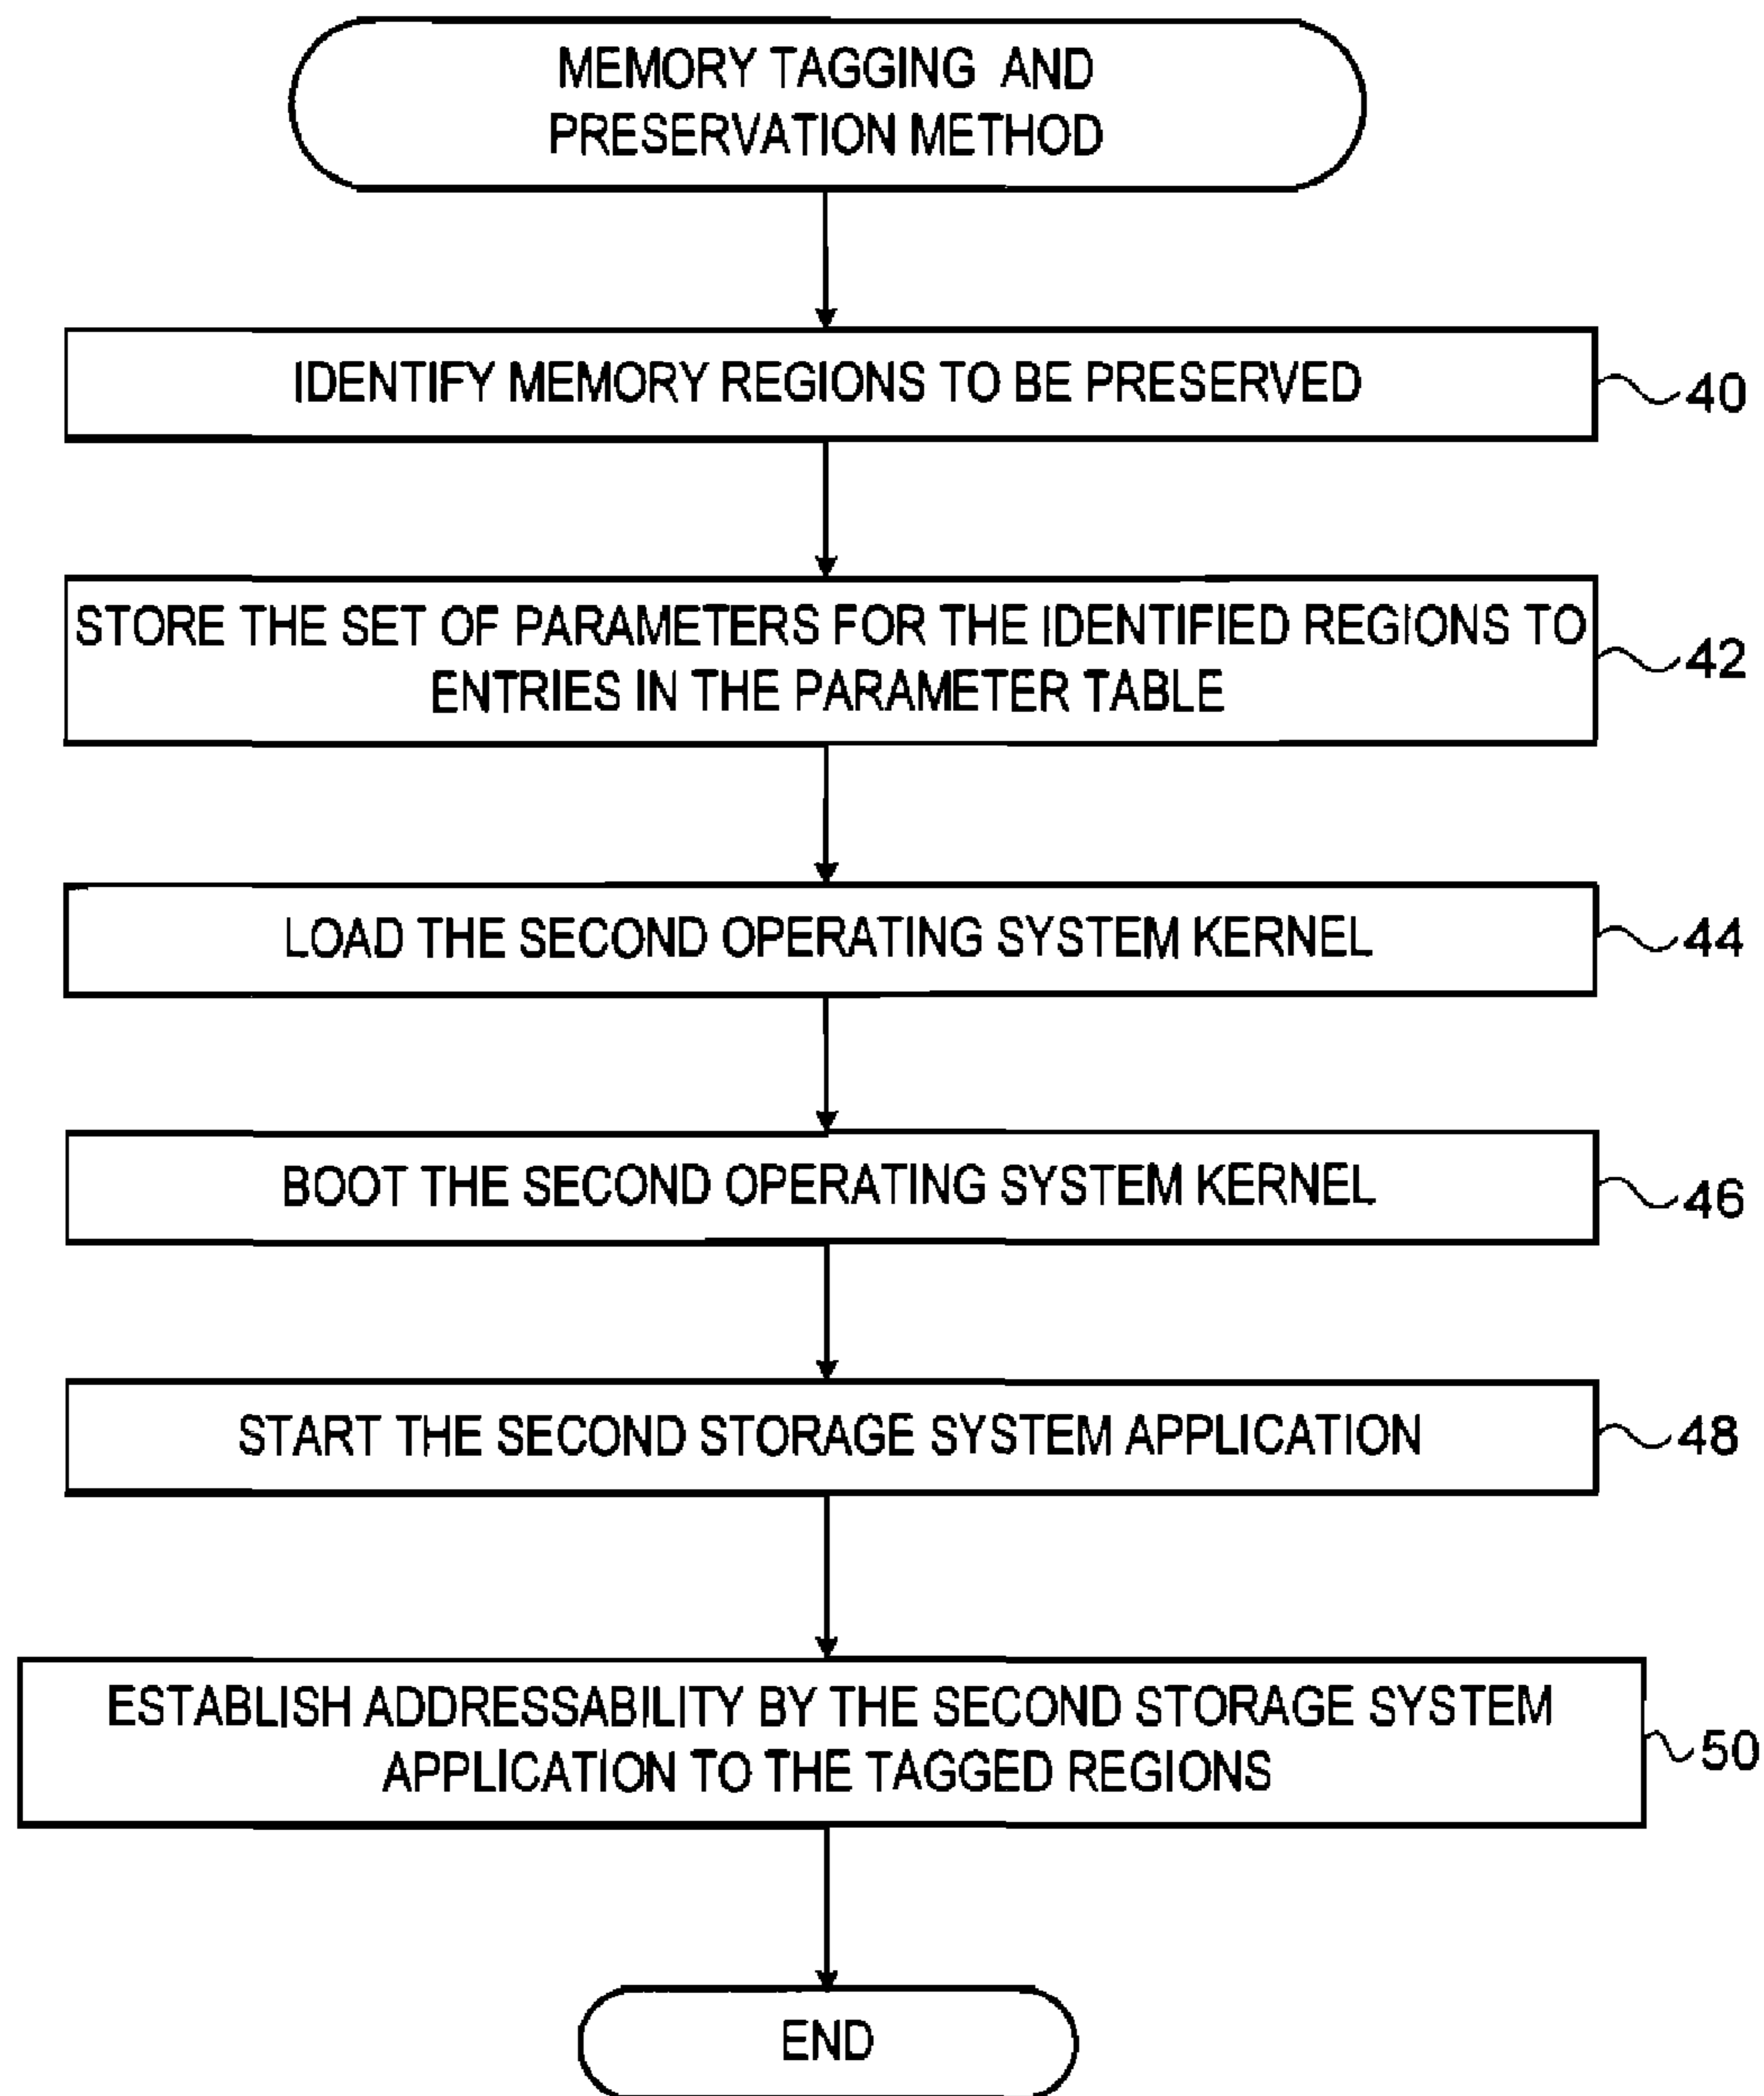 MEMORY TAGGING AND
PRESERVATION METHOD
IDENTIFY MEMORY REGIONS TO BE PRESERVED
40
STORE THE SET OF PARAMETERS FOR THE IDENTIFIED REGIONS TO
ENTRIES IN THE PARAMETER TABLE
42
LOAD THE SECOND OPERATING SYSTEM KERNEL
44
BOOT THE SECOND OPERATING SYSTEM KERNEL
46
START THE SECOND STORAGE SYSTEM APPLICATION
48
ESTABLISH ADDRESSABILITY BY THE SECOND STORAGE SYSTEM
APPLICATION TO THE TAGGED REGIONS
50
END